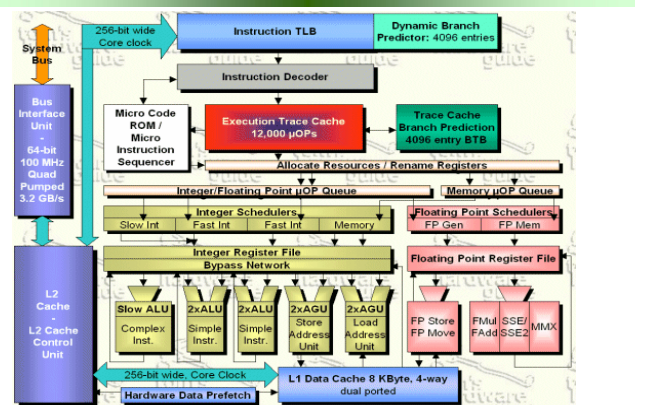 System
Bus
256-bit wide
Core clock
Instruction TLB
Dynamic Branch
Predictor: 4096 entries
Instruction Decoder
Bus
Interface
Unit
-
64-bit
100 MHz
Quad
Pumped
3.2 GB/s
Micro Code
ROM /
Micro
Instruction
Sequencer
Execution Trace Cache
12,000 µOPs
Trace Cache
Branch Prediction
4096 entry BTB
Allocate Resources / Rename Registers
Integer/Floating Point µOP Queue
Memory µOP Queue
Integer Schedulers
Slow Int
Fast Int
Fast Int
Memory
Floating Point Schedulers
FP Gen
FP Mem
Integer Register File
Bypass Network
Floating Point Register File
L2
Cache
-
L2 Cache
Control
Unit
Slow ALU
Complex
Inst.
2xALU
Simple
Instr.
2xALU
Simple
Instr.
2xAGU
Store
Address
Unit
2xAGU
Load
Address
Unit
FP Store
FP Move
FMul
FAdd
SSE/
SSE2
MMX
256-bit wide, Core Clock
L1 Data Cache 8 KByte, 4-way
dual ported
Hardware Data Prefetch